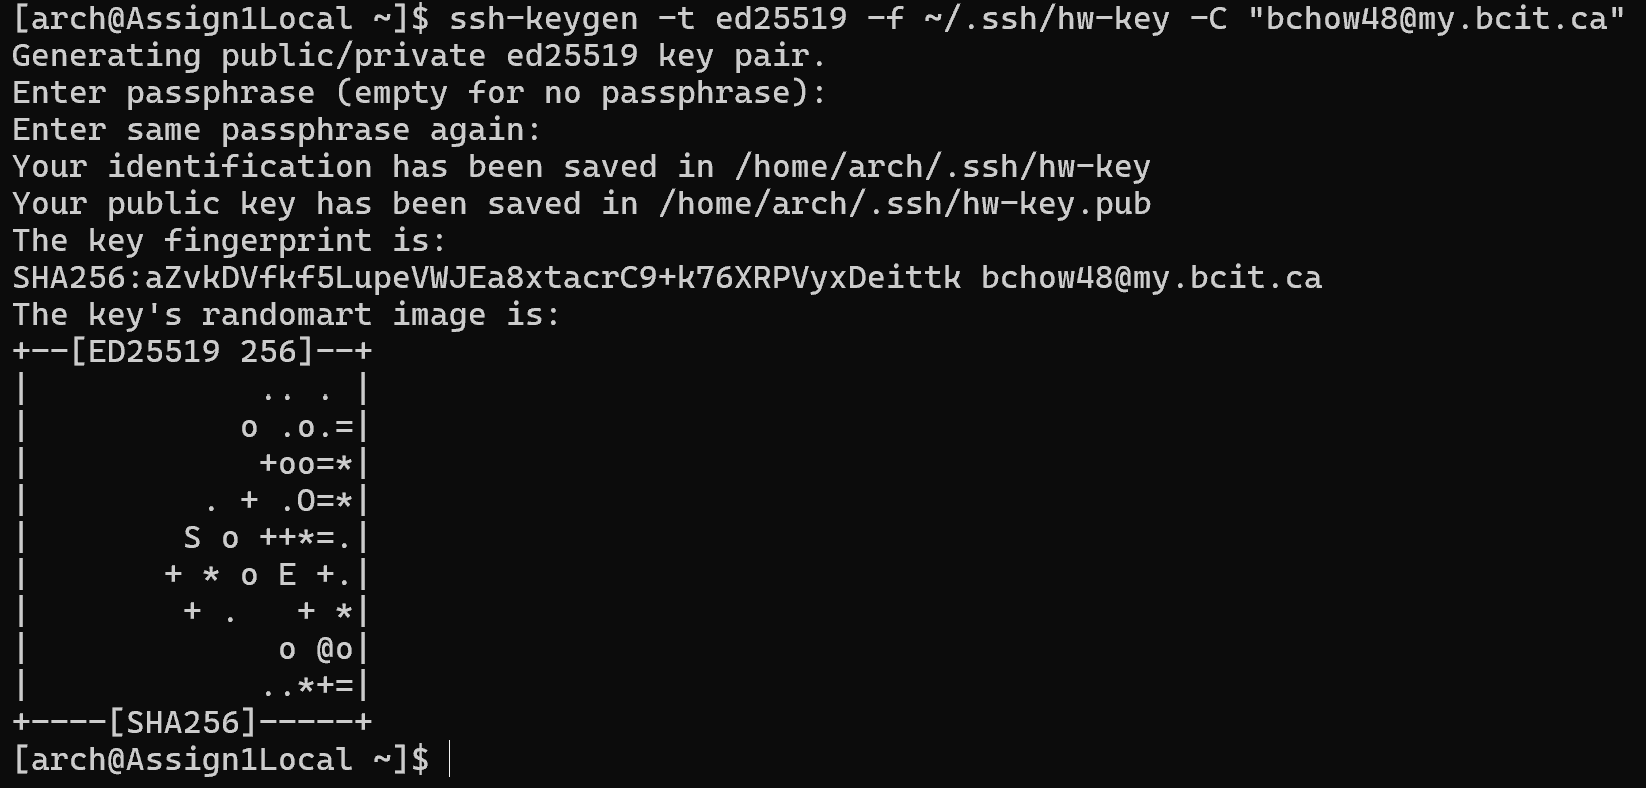 [arch@Assign1Local ~]$ ssh-keygen -t ed25519 -f ~/.ssh/hw-key -C "bchow48@my.bcit.ca"
Generating public/private ed25519 key pair.
Enter passphrase (empty for no passphrase):
Enter same passphrase again:
Your identification has been saved in /home/arch/.ssh/hw-key
Your public key has been saved in /home/arch/.ssh/hw-key.pub
The key fingerprint is:
SHA256:aZvkDVfkf5LupeVWJEa8xtacrC9+k76XRPVyxDeittk bchow48@my.bcit.ca
The key's randomart image is:
+--[ED25519 256]--+
|            .. . |
|           o .o.=|
|            +oo=*|
|         . + .O=*|
|        S o ++*=.|
|       + * o E +.|
|        + .   + *|
|             o @o|
|            ..*+=|
+----[SHA256]-----+
[arch@Assign1Local ~]$